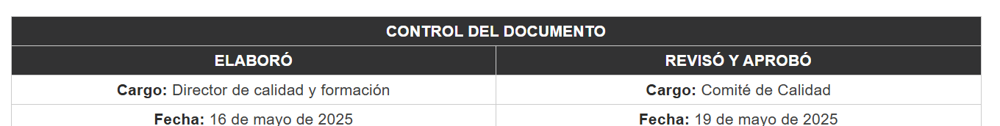 CONTROL DEL DOCUMENTO
ELABORÓ REVISÓ Y APROBÓ
Cargo: Director de calidad y formación Cargo: Comité de Calidad
Fecha: 16 de mayo de 2025 Fecha: 19 de mayo de 2025